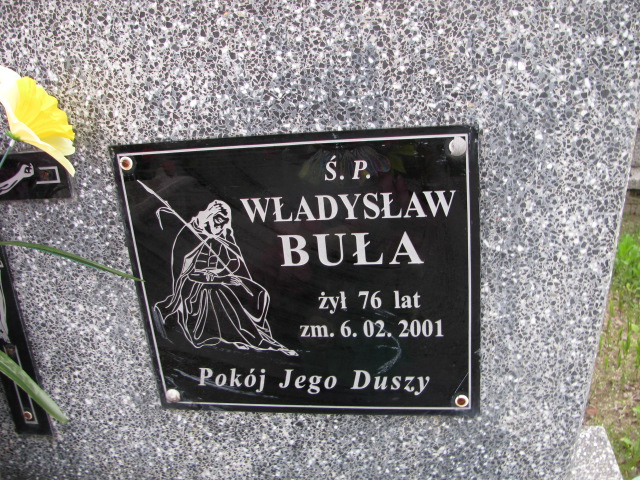 Ś. P.
WŁADYSŁAW
BUŁA
żył 76 lat
zm. 6. 02. 2001
Pokój Jego Duszy